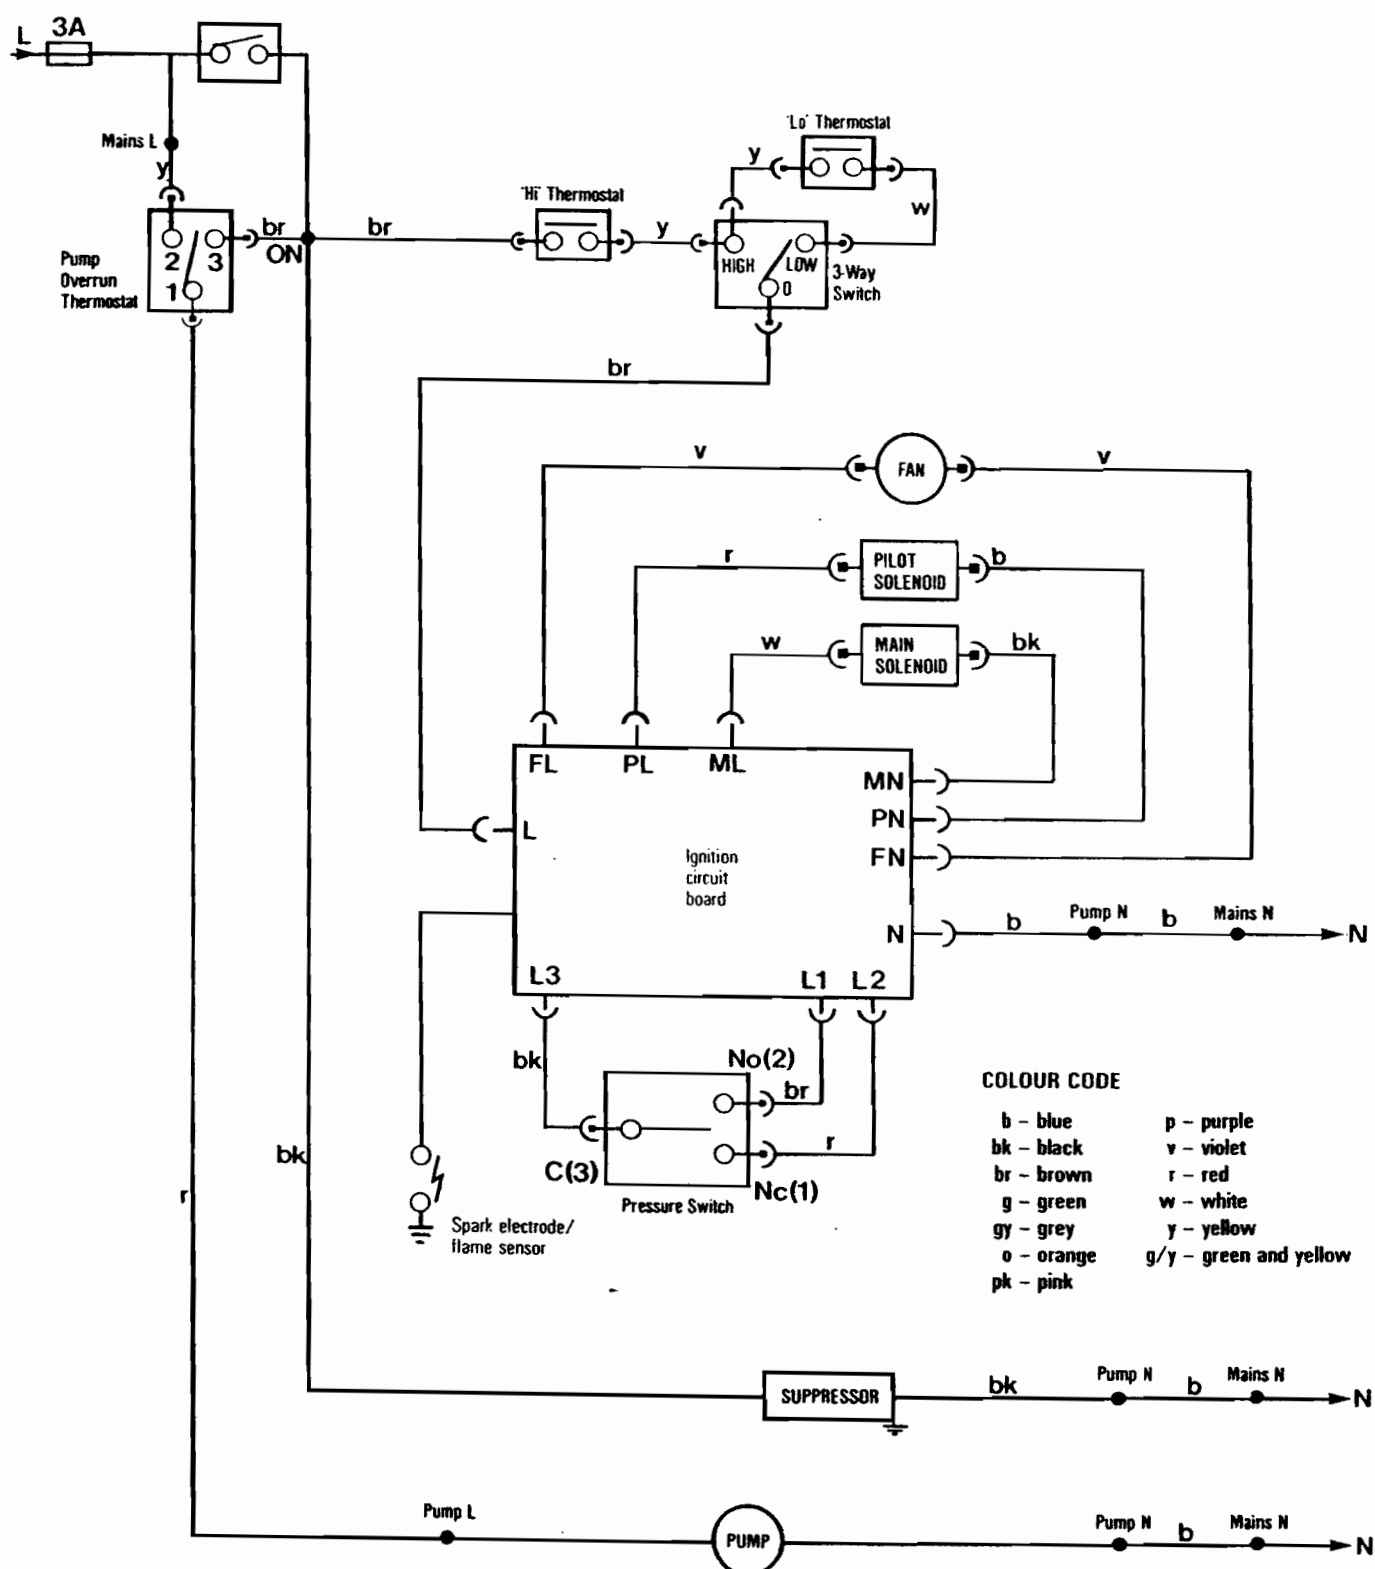 L
3A
Mains L
y
br
ON
br
2
3
1
Pump
Overrun
Thermostat
'Hi' Thermostat
y
'Lo' Thermostat
y
w
HIGH
LOW
0
3-Way
Switch
br
v
FAN
v
r
PILOT
SOLENOID
b
w
MAIN
SOLENOID
bk
FL
PL
ML
MN
PN
FN
L
Ignition
circuit
board
N
b
Pump N
b
Mains N
N
L3
L1
L2
bk
No(2)
br
C(3)
r
Nc(1)
Pressure Switch
Spark electrode/
flame sensor
bk
r
COLOUR CODE
b – blue
p – purple
bk – black
v – violet
br – brown
r – red
g – green
w – white
gy – grey
y – yellow
o – orange
g/y – green and yellow
pk – pink
SUPPRESSOR
bk
Pump N
b
Mains N
N
Pump L
PUMP
Pump N
b
Mains N
N